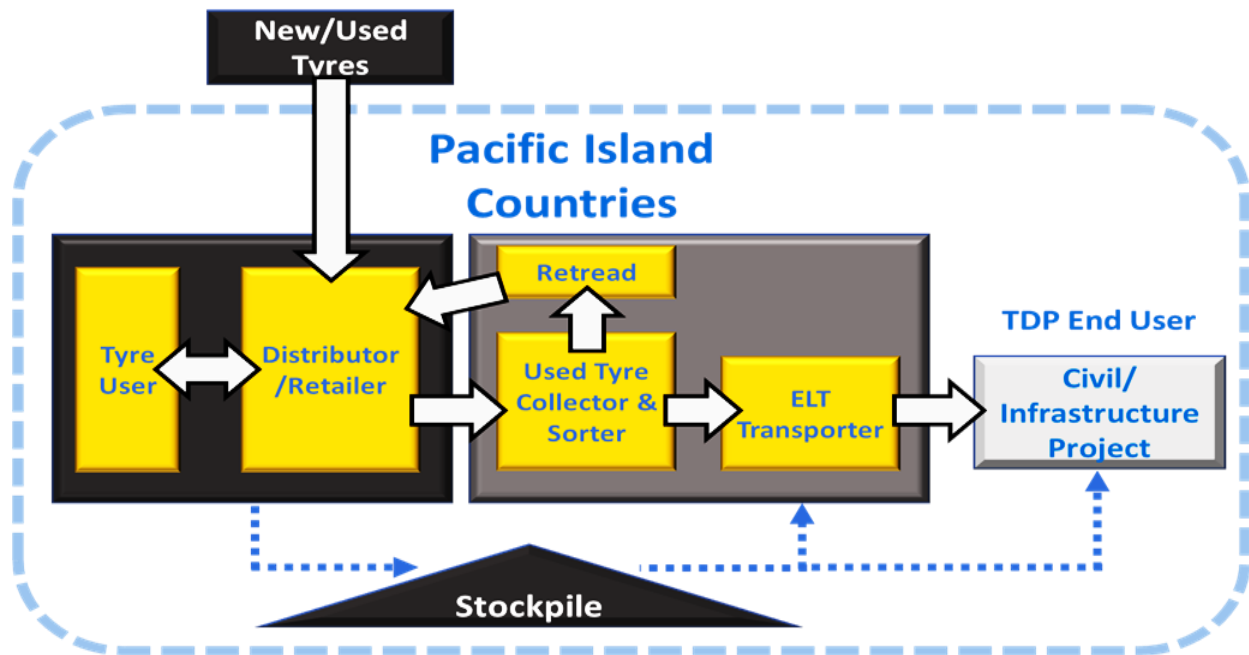 New/Used
Tyres
Pacific Island
Countries
Retread
Tyre
User
Distributor
/Retailer
Used Tyre
Collector &
Sorter
ELT
Transporter
TDP End User
Civil/
Infrastructure
Project
Stockpile